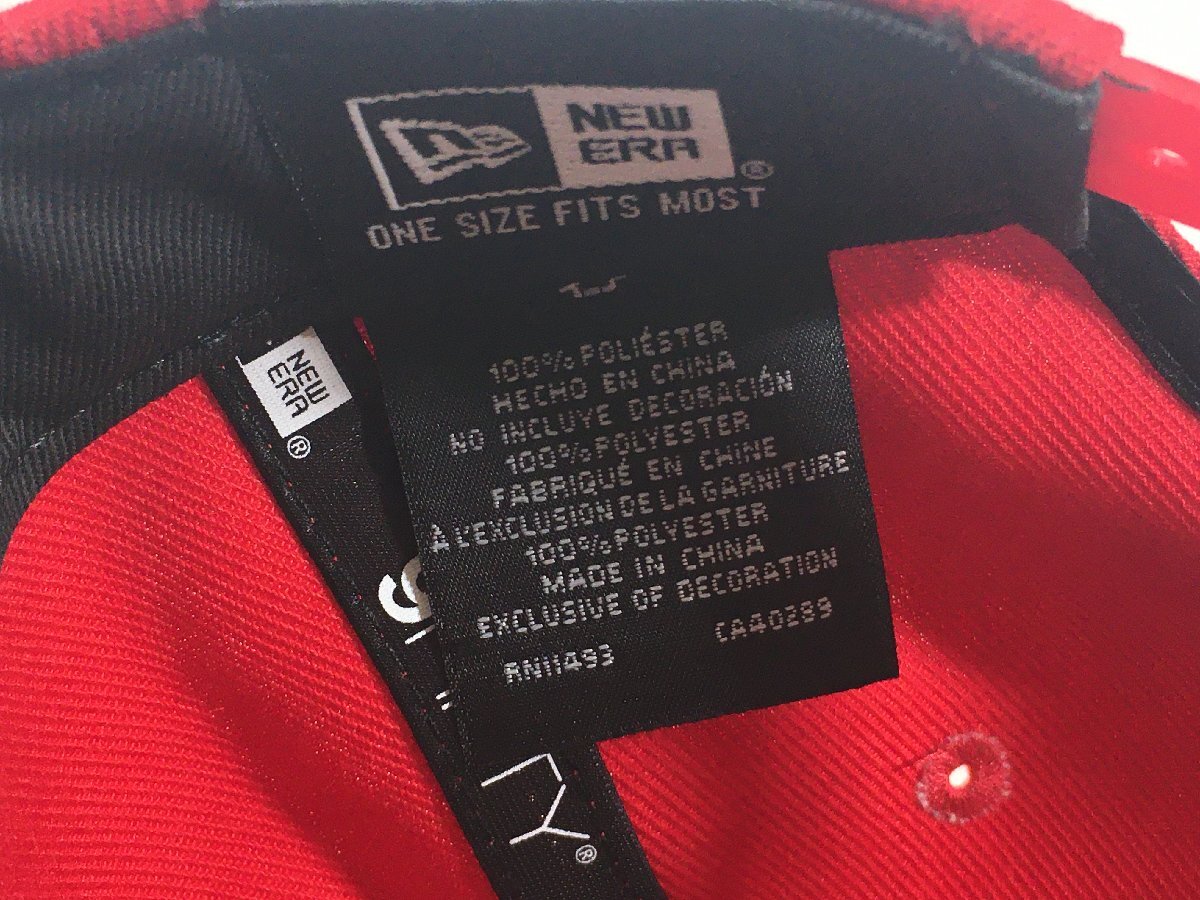 NEW
ERA
®
ONE SIZE FITS MOST
100% POLIÉSTER
HECHO EN CHINA
NO INCLUYE DECORACIÓN
100% POLYESTER
FABRIQUÉ EN CHINE
À L'EXCLUSION DE LA GARNITURE
100% POLYESTER
MADE IN CHINA
EXCLUSIVE OF DECORATION
RN11493
CA40299
NEW
ERA
®
TY®